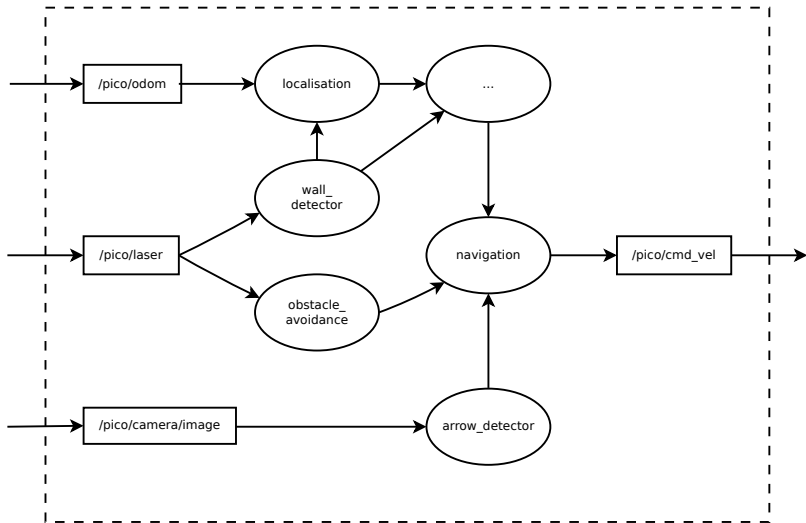 /pico/odom
localisation
...
wall_
detector
/pico/laser
navigation
/pico/cmd_vel
obstacle_
avoidance
/pico/camera/image
arrow_detector